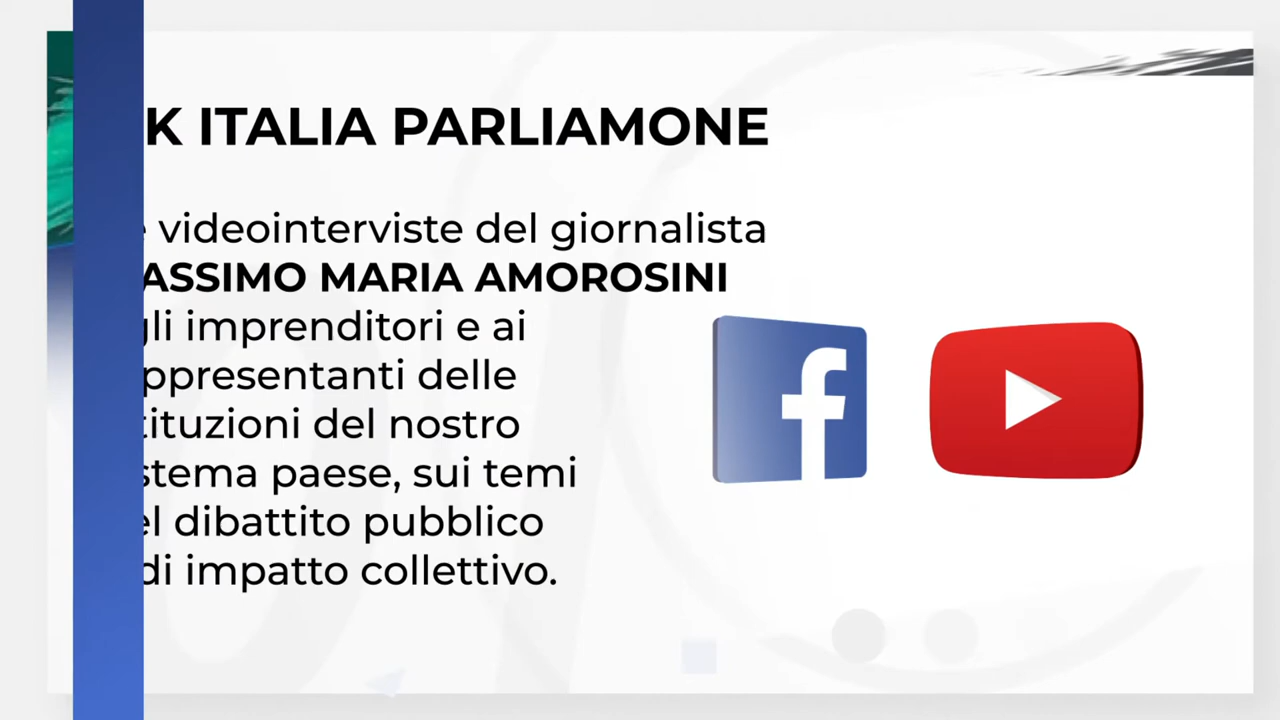 K ITALIA PARLIAMONE
videointerviste del giornalista
ASSIMO MARIA AMOROSINI
gli imprenditori e ai
ppresentanti delle
tituzioni del nostro
stema paese, sui temi
el dibattito pubblico
di impatto collettivo.
f